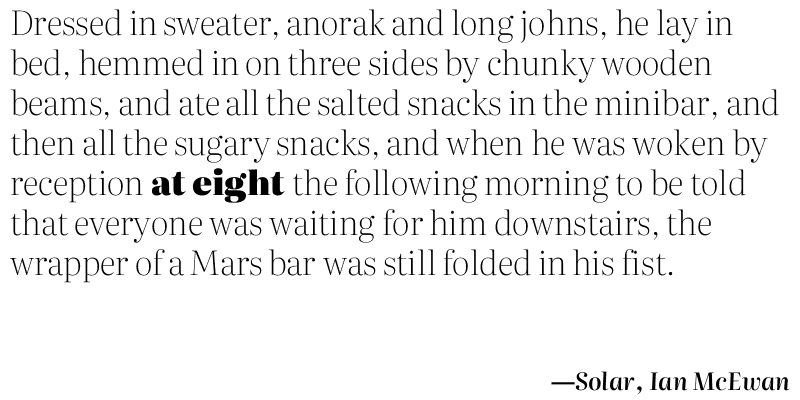 Dressed in sweater, anorak and long johns, he lay in
bed, hemmed in on three sides by chunky wooden
beams, and ate all the salted snacks in the minibar, and
then all the sugary snacks, and when he was woken by
reception at eight the following morning to be told
that everyone was waiting for him downstairs, the
wrapper of a Mars bar was still folded in his fist.
—Solar, Ian McEwan